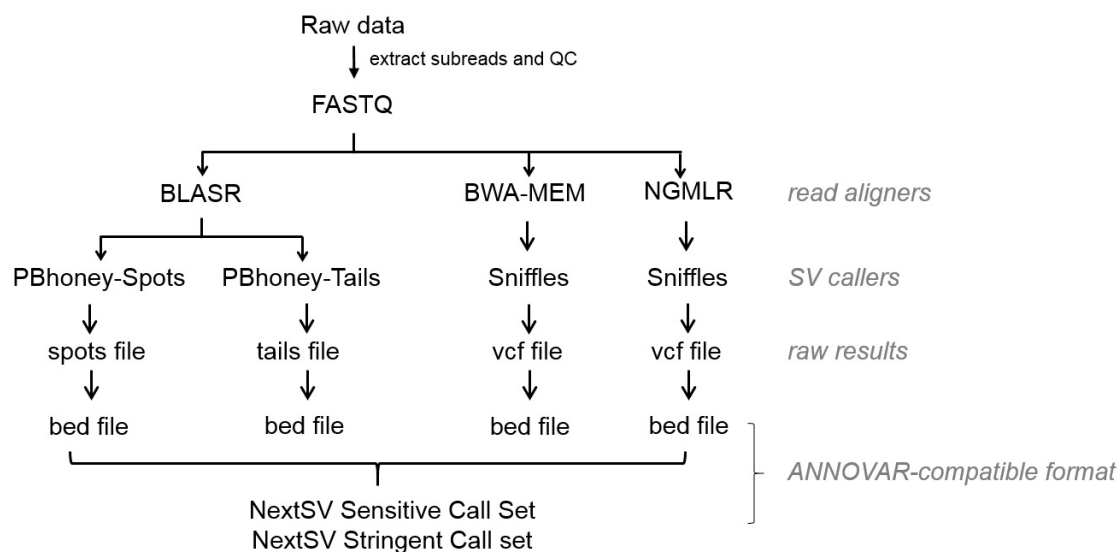 Raw data
extract subreads and QC
FASTQ
BLASR BWA-MEM NGMLR read aligners
PBhoney-Spots PBhoney-Tails Sniffles Sniffles SV callers
spots file tails file vcf file vcf file raw results
bed file bed file bed file bed file
ANNOVAR-compatible format
NextSV Sensitive Call Set
NextSV Stringent Call set